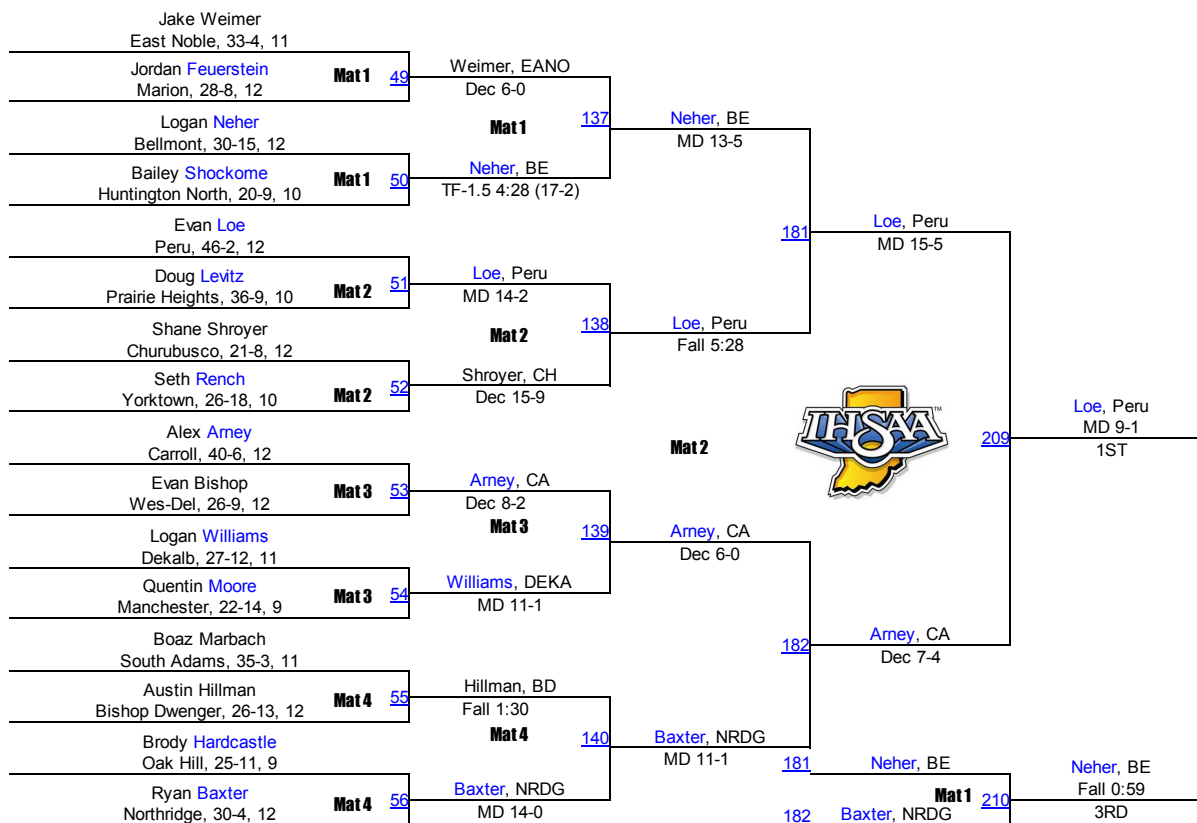 Jake Weimer
East Noble, 33-4, 11
Jordan Feuerstein
Marion, 28-8, 12
Mat 1
49
Weimer, EANO
Dec 6-0
Logan Neher
Bellmont, 30-15, 12
Mat 1
137
Neher, BE
MD 13-5
Bailey Shockome
Huntington North, 20-9, 10
Mat 1
50
Neher, BE
TF-1.5 4:28 (17-2)
Evan Loe
Peru, 46-2, 12
181
Loe, Peru
MD 15-5
Doug Levitz
Prairie Heights, 36-9, 10
Mat 2
51
Loe, Peru
MD 14-2
Shane Shroyer
Churubusco, 21-8, 12
Mat 2
138
Loe, Peru
Fall 5:28
Seth Rench
Yorktown, 26-18, 10
Mat 2
52
Shroyer, CH
Dec 15-9
Alex Arney
Carroll, 40-6, 12
Mat 2
IHSAA™
209
Loe, Peru
MD 9-1
1ST
Evan Bishop
Wes-Del, 26-9, 12
Mat 3
53
Arney, CA
Dec 8-2
Logan Williams
Dekalb, 27-12, 11
Mat 3
139
Arney, CA
Dec 6-0
Quentin Moore
Manchester, 22-14, 9
Mat 3
54
Williams, DEKA
MD 11-1
Boaz Marbach
South Adams, 35-3, 11
182
Arney, CA
Dec 7-4
Austin Hillman
Bishop Dwenger, 26-13, 12
Mat 4
55
Hillman, BD
Fall 1:30
Brody Hardcastle
Oak Hill, 25-11, 9
Mat 4
140
Baxter, NRDG
MD 11-1
Ryan Baxter
Northridge, 30-4, 12
Mat 4
56
Baxter, NRDG
MD 14-0
181
Neher, BE
182
Baxter, NRDG
Mat 1
210
Neher, BE
Fall 0:59
3RD